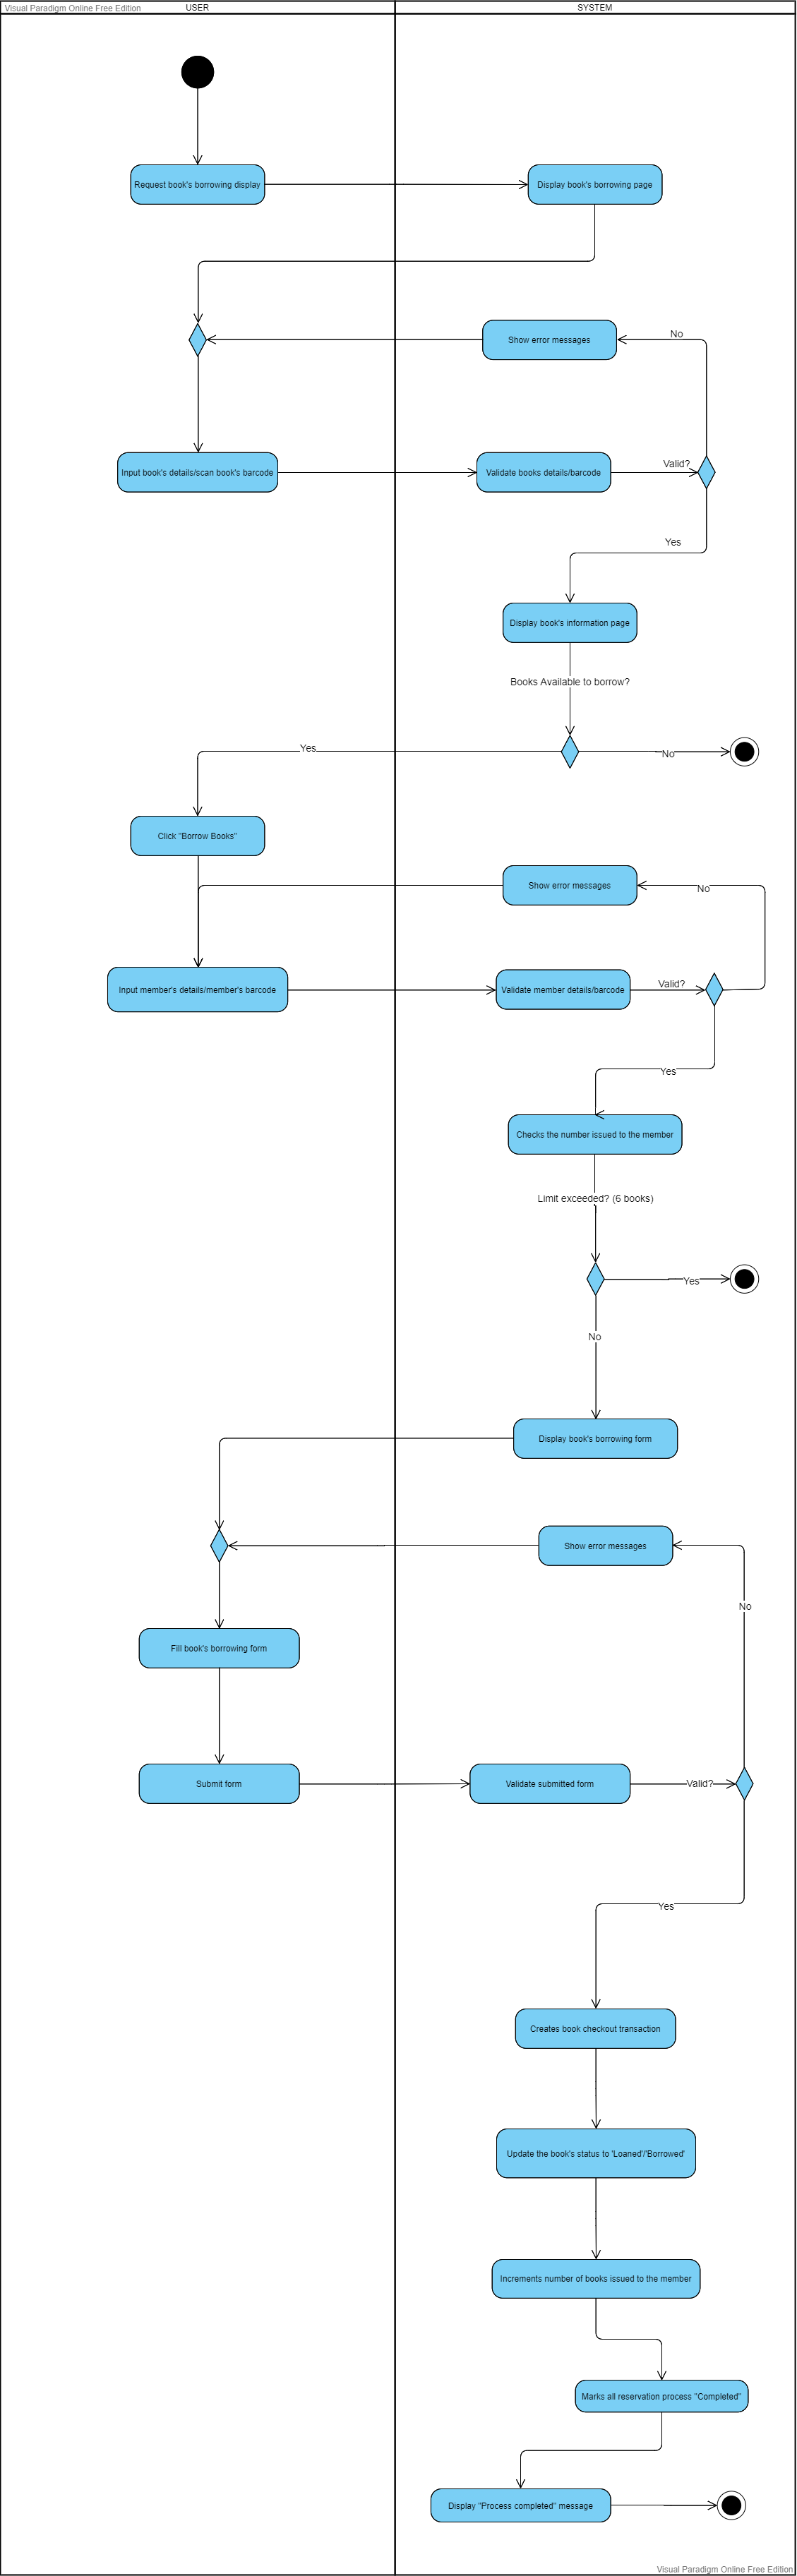 Visual Paradigm Online Free Edition
USER
SYSTEM
Request book's borrowing display
Display book's borrowing page
No
Show error messages
Input book's details/scan book's barcode
Validate books details/barcode
Valid?
Yes
Display book's information page
Books Available to borrow?
Yes
No
Click "Borrow Books"
Show error messages
No
Input member's details/member's barcode
Validate member details/barcode
Valid?
Yes
Checks the number issued to the member
Limit exceeded? (6 books)
Yes
No
Display book's borrowing form
Show error messages
No
Fill book's borrowing form
Submit form
Validate submitted form
Valid?
Yes
Creates book checkout transaction
Update the book's status to 'Loaned'/'Borrowed'
Increments number of books issued to the member
Marks all reservation process "Completed"
Display "Process completed" message
Visual Paradigm Online Free Edition